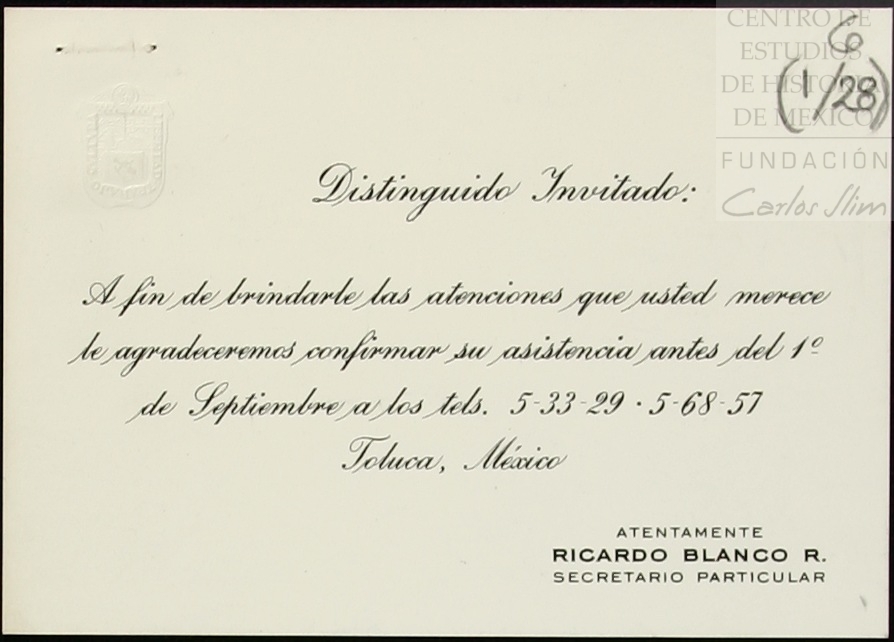 CENTRO DE
ESTUDIOS
DE HISTORIA
DE MÉXICO
FUNDACIÓN
Carlos Slim
6
(1/28)
Distinguido Invitado:
A fin de brindarle las atenciones que usted merece
le agradeceremos confirmar su asistencia antes del 1º
de Septiembre a los tels. 5-33-29 · 5-68-57
Toluca, México
ATENTAMENTE
RICARDO BLANCO R.
SECRETARIO PARTICULAR